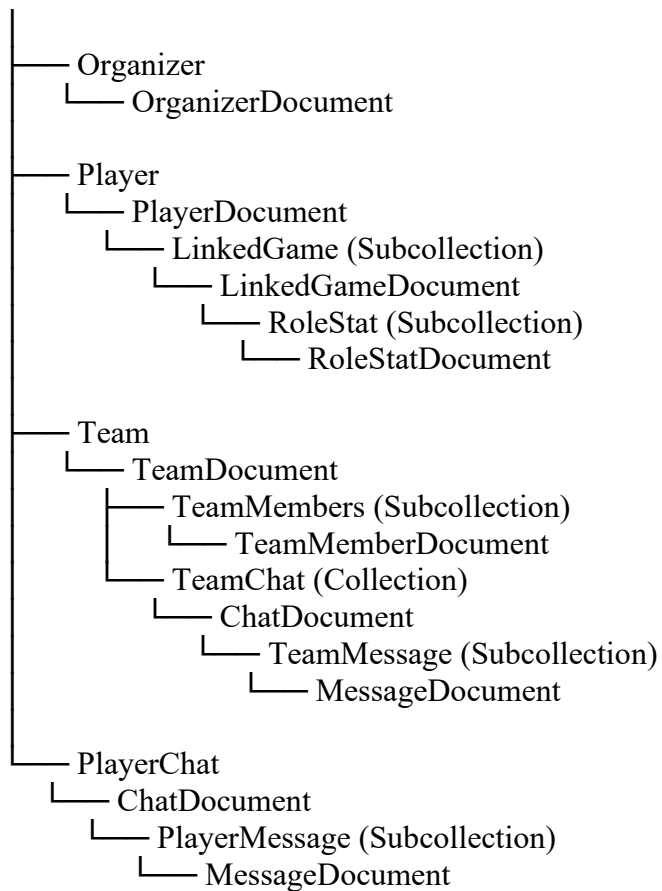 Organizer
OrganizerDocument
Player
PlayerDocument
LinkedGame (Subcollection)
LinkedGameDocument
RoleStat (Subcollection)
RoleStatDocument
Team
TeamDocument
TeamMembers (Subcollection)
TeamMemberDocument
TeamChat (Collection)
ChatDocument
TeamMessage (Subcollection)
MessageDocument
PlayerChat
ChatDocument
PlayerMessage (Subcollection)
MessageDocument